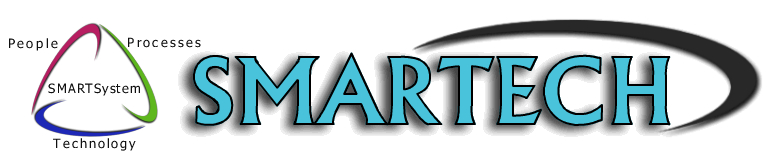 People
Processes
SMARTSystem
Technology
SMARTECH